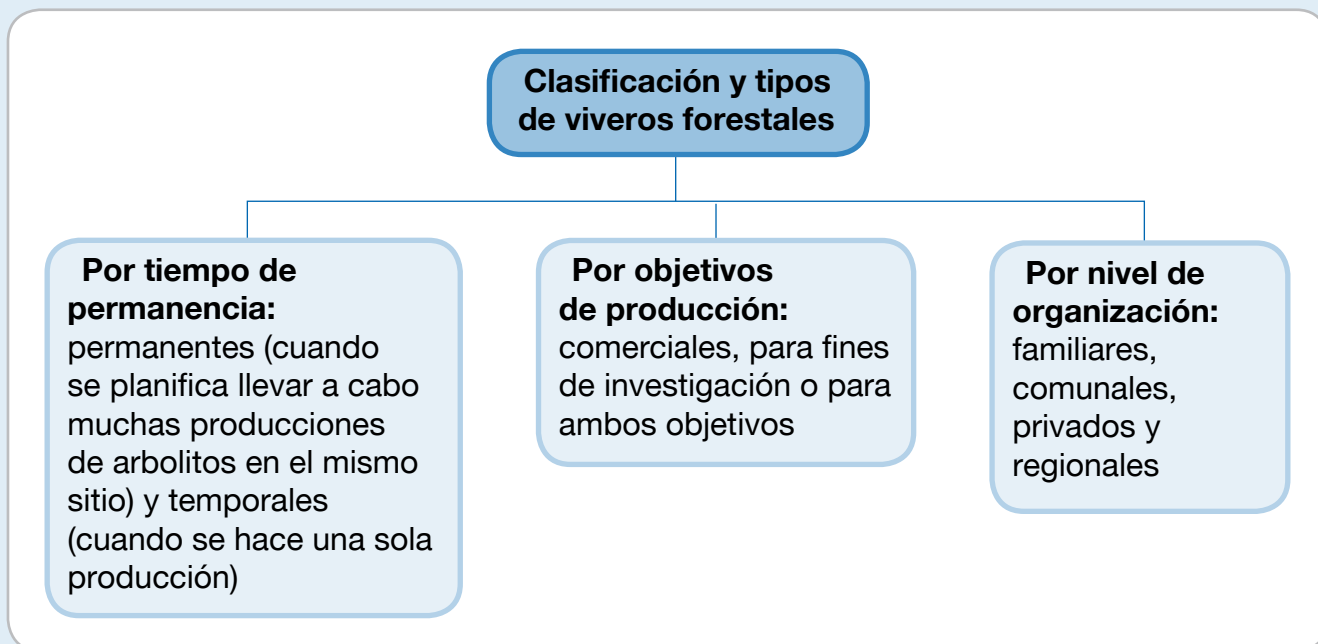 Clasificación y tipos
de viveros forestales
Por tiempo de
permanencia:
permanentes (cuando
se planifica llevar a cabo
muchas producciones
de arbolitos en el mismo
sitio) y temporales
(cuando se hace una sola
producción)
Por objetivos
de producción:
comerciales, para fines
de investigación o para
ambos objetivos
Por nivel de
organización:
familiares,
comunales,
privados y
regionales